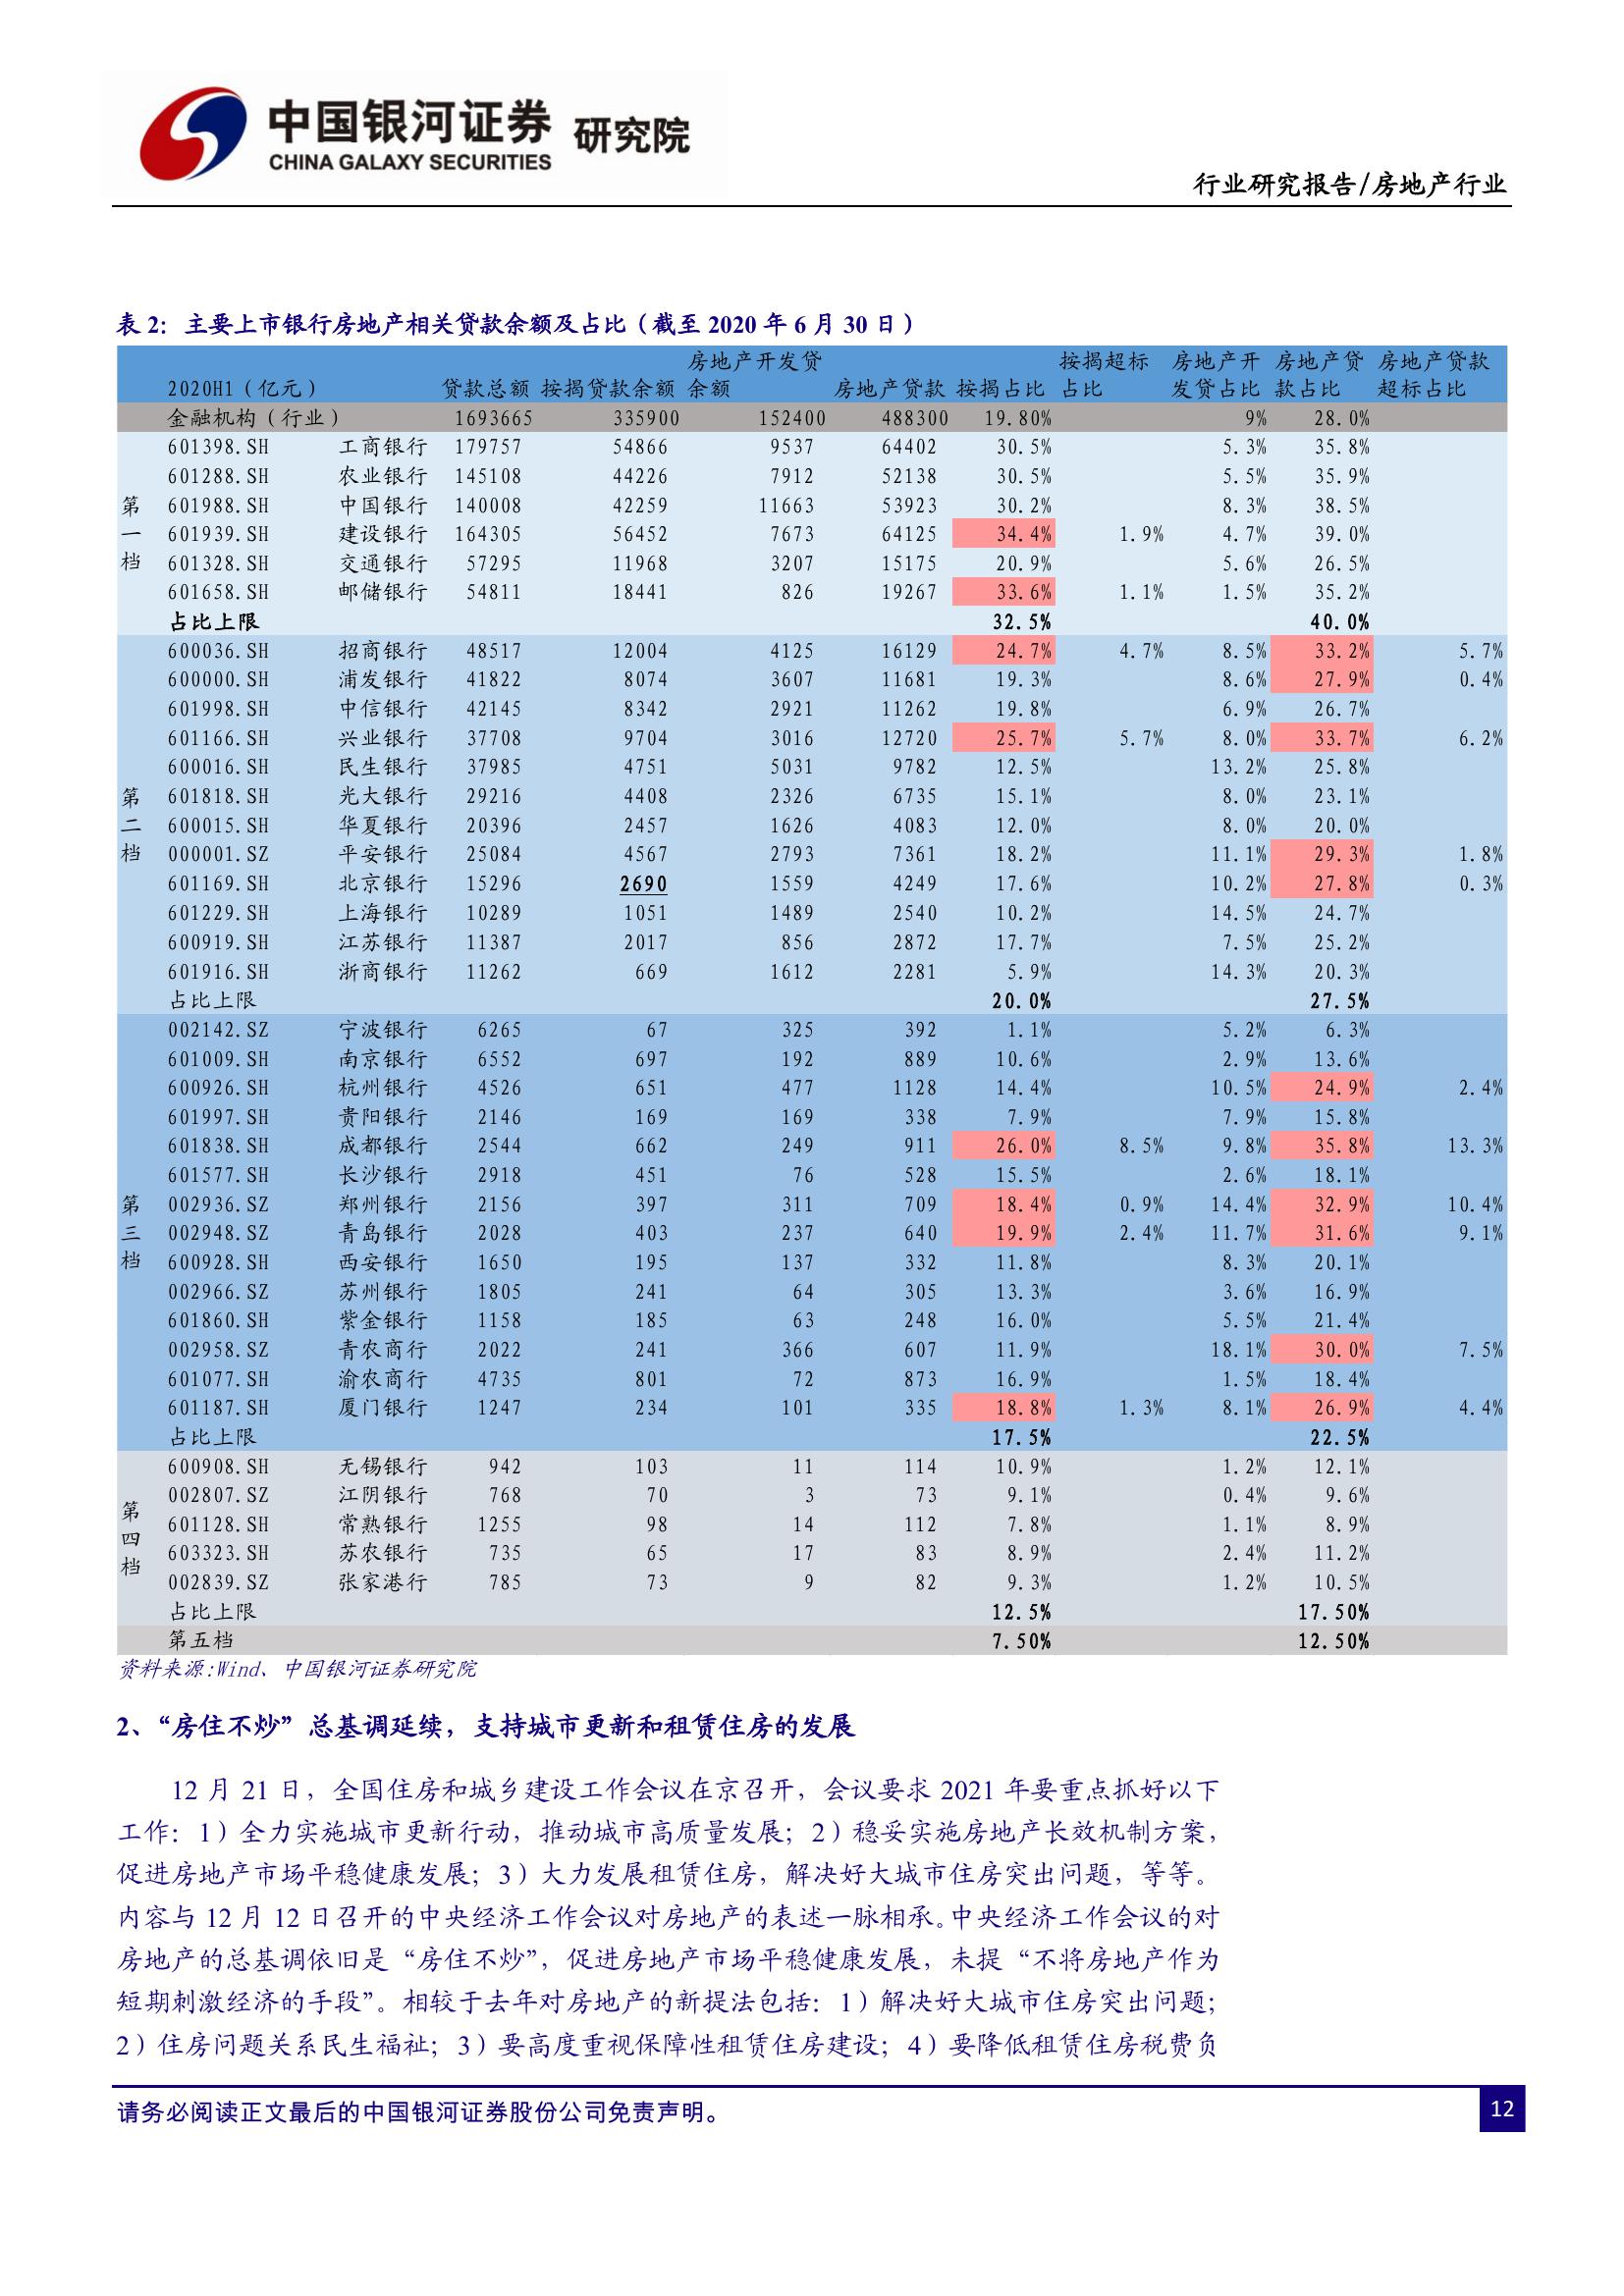 中国银河证券 研究院
CHINA GALAXY SECURITIES
行业研究报告/房地产行业
表 2：主要上市银行房地产相关贷款余额及占比（截至 2020 年 6 月 30 日）
2020H1（亿元） 贷款总额 按揭贷款余额 房地产开发贷余额 房地产贷款 按揭占比 按揭超标占比 房地产开发贷占比 房地产贷款占比 房地产贷款超标占比
金融机构（行业） 1693665 335900 152400 488300 19.80% 9% 28.0%
第一档
601398.SH 工商银行 179757 54866 9537 64402 30.5% 5.3% 35.8%
601288.SH 农业银行 145108 44226 7912 52138 30.5% 5.5% 35.9%
601988.SH 中国银行 140008 42259 11663 53923 30.2% 8.3% 38.5%
601939.SH 建设银行 164305 56452 7673 64125 34.4% 1.9% 4.7% 39.0%
601328.SH 交通银行 57295 11968 3207 15175 20.9% 5.6% 26.5%
601658.SH 邮储银行 54811 18441 826 19267 33.6% 1.1% 1.5% 35.2%
占比上限 32.5% 40.0%
第二档
600036.SH 招商银行 48517 12004 4125 16129 24.7% 4.7% 8.5% 33.2% 5.7%
600000.SH 浦发银行 41822 8074 3607 11681 19.3% 8.6% 27.9% 0.4%
601998.SH 中信银行 42145 8342 2921 11262 19.8% 6.9% 26.7%
601166.SH 兴业银行 37708 9704 3016 12720 25.7% 5.7% 8.0% 33.7% 6.2%
600016.SH 民生银行 37985 4751 5031 9782 12.5% 13.2% 25.8%
601818.SH 光大银行 29216 4408 2326 6735 15.1% 8.0% 23.1%
600015.SH 华夏银行 20396 2457 1626 4083 12.0% 8.0% 20.0%
000001.SZ 平安银行 25084 4567 2793 7361 18.2% 11.1% 29.3% 1.8%
601169.SH 北京银行 15296 2690 1559 4249 17.6% 10.2% 27.8% 0.3%
601229.SH 上海银行 10289 1051 1489 2540 10.2% 14.5% 24.7%
600919.SH 江苏银行 11387 2017 856 2872 17.7% 7.5% 25.2%
601916.SH 浙商银行 11262 669 1612 2281 5.9% 14.3% 20.3%
占比上限 20.0% 27.5%
第三档
002142.SZ 宁波银行 6265 67 325 392 1.1% 5.2% 6.3%
601009.SH 南京银行 6552 697 192 889 10.6% 2.9% 13.6%
600926.SH 杭州银行 4526 651 477 1128 14.4% 10.5% 24.9% 2.4%
601997.SH 贵阳银行 2146 169 169 338 7.9% 7.9% 15.8%
601838.SH 成都银行 2544 662 249 911 26.0% 8.5% 9.8% 35.8% 13.3%
601577.SH 长沙银行 2918 451 76 528 15.5% 2.6% 18.1%
002936.SZ 郑州银行 2156 397 311 709 18.4% 0.9% 14.4% 32.9% 10.4%
002948.SZ 青岛银行 2028 403 237 640 19.9% 2.4% 11.7% 31.6% 9.1%
600928.SH 西安银行 1650 195 137 332 11.8% 8.3% 20.1%
002966.SZ 苏州银行 1805 241 64 305 13.3% 3.6% 16.9%
601860.SH 紫金银行 1158 185 63 248 16.0% 5.5% 21.4%
002958.SZ 青农商行 2022 241 366 607 11.9% 18.1% 30.0% 7.5%
601077.SH 渝农商行 4735 801 72 873 16.9% 1.5% 18.4%
601187.SH 厦门银行 1247 234 101 335 18.8% 1.3% 8.1% 26.9% 4.4%
占比上限 17.5% 22.5%
第四档
600908.SH 无锡银行 942 103 11 114 10.9% 1.2% 12.1%
002807.SZ 江阴银行 768 70 3 73 9.1% 0.4% 9.6%
601128.SH 常熟银行 1255 98 14 112 7.8% 1.1% 8.9%
603323.SH 苏农银行 735 65 17 83 8.9% 2.4% 11.2%
002839.SZ 张家港行 785 73 9 82 9.3% 1.2% 10.5%
占比上限 12.5% 17.50%
第五档 7.50% 12.50%
资料来源:Wind、中国银河证券研究院
2、“房住不炒”总基调延续，支持城市更新和租赁住房的发展
12 月 21 日，全国住房和城乡建设工作会议在京召开，会议要求 2021 年要重点抓好以下
工作：1）全力实施城市更新行动，推动城市高质量发展；2）稳妥实施房地产长效机制方案，
促进房地产市场平稳健康发展；3）大力发展租赁住房，解决好大城市住房突出问题，等等。
内容与 12 月 12 日召开的中央经济工作会议对房地产的表述一脉相承。中央经济工作会议的对
房地产的总基调依旧是“房住不炒”，促进房地产市场平稳健康发展，未提“不将房地产作为
短期刺激经济的手段”。相较于去年对房地产的新提法包括：1）解决好大城市住房突出问题；
2）住房问题关系民生福祉；3）要高度重视保障性租赁住房建设；4）要降低租赁住房税费负
请务必阅读正文最后的中国银河证券股份公司免责声明。
12